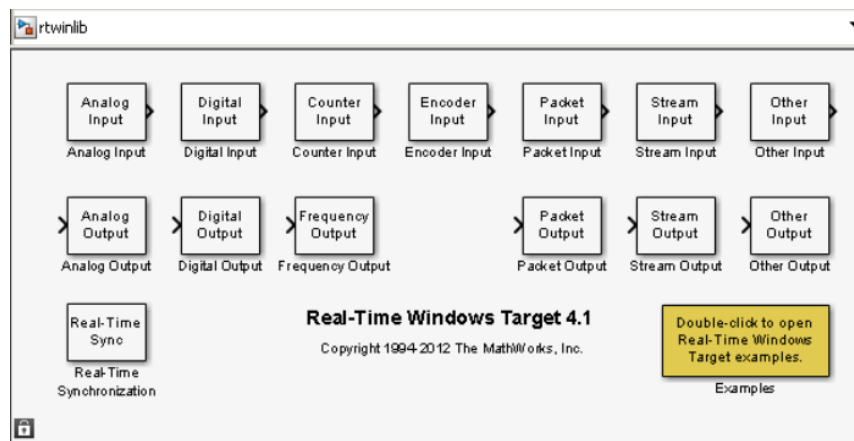 rtwinlib
Analog Input
Digital Input
Counter Input
Encoder Input
Packet Input
Stream Input
Other Input
Analog Input
Digital Input
Counter Input
Encoder Input
Packet Input
Stream Input
Other Input
Analog Output
Digital Output
Frequency Output
Packet Output
Stream Output
Other Output
Analog Output
Digital Output
Frequency Output
Packet Output
Stream Output
Other Output
Real-Time
Sync
Real-Time
Synchronization
Real-Time Windows Target 4.1
Copyright 1994-2012 The MathWorks, Inc.
Double-click to open
Real-Time Windows
Target examples.
Examples